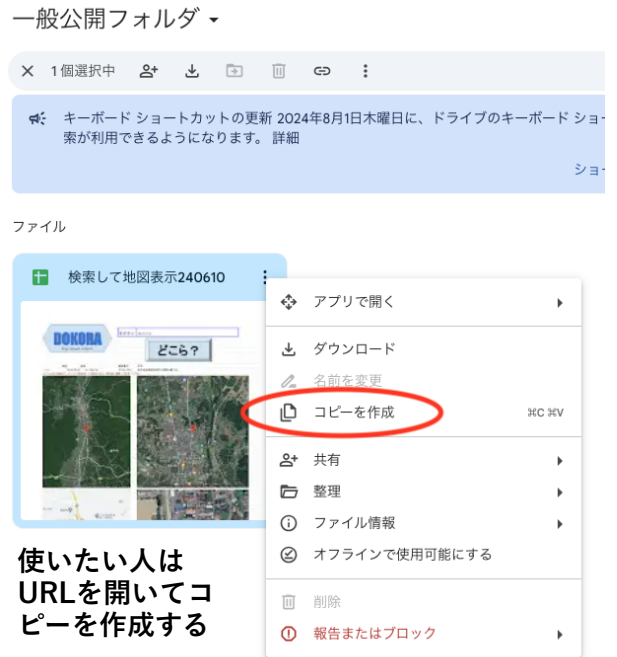 一般公開フォルダ
1個選択中
キーボード ショートカットの更新 2024年8月1日木曜日に、ドライブのキーボード ショー
索が利用できるようになります。 詳細
ショー
ファイル
検索して地図表示240610
アプリで開く
DOKORA
どこら?
ダウンロード
名前を変更
コピーを作成 ⌘C ⌘V
共有
整理
ファイル情報
オフラインで使用可能にする
使いたい人は
URLを開いてコ
ピーを作成する
削除
報告またはブロック